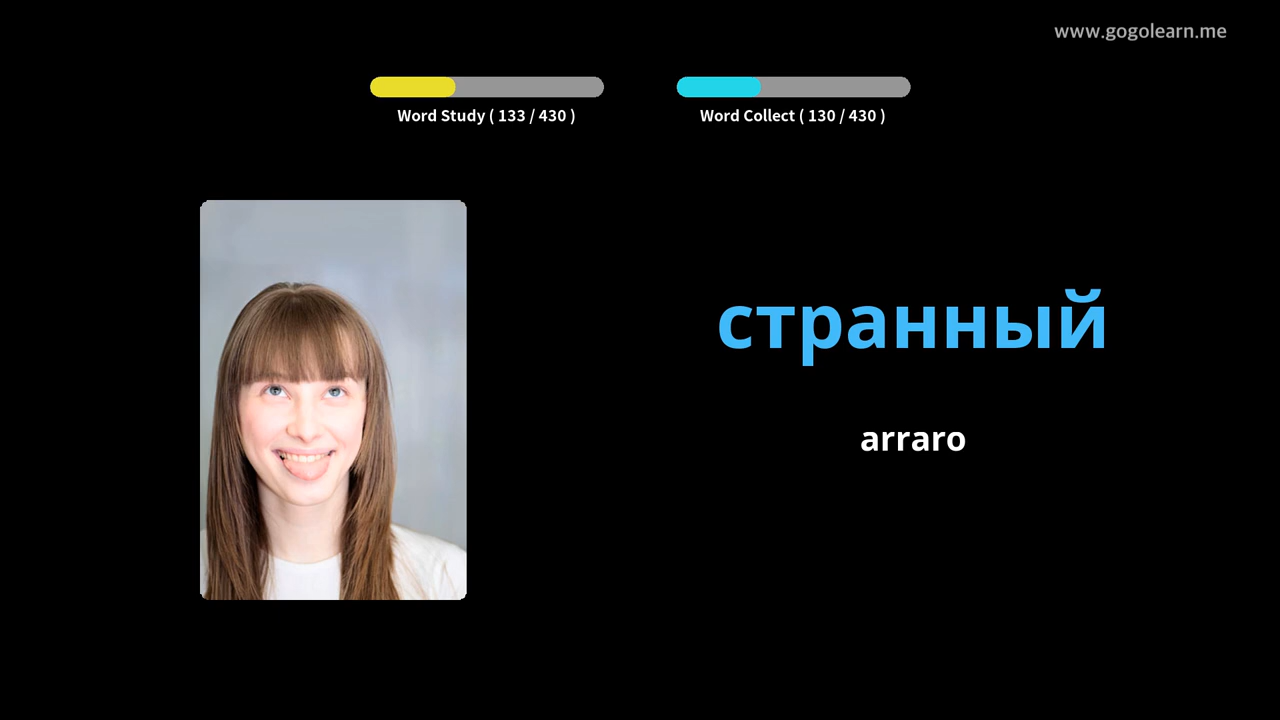 www.gogolearn.me
Word Study ( 133 / 430 )
Word Collect ( 130 / 430 )
странный
arraro